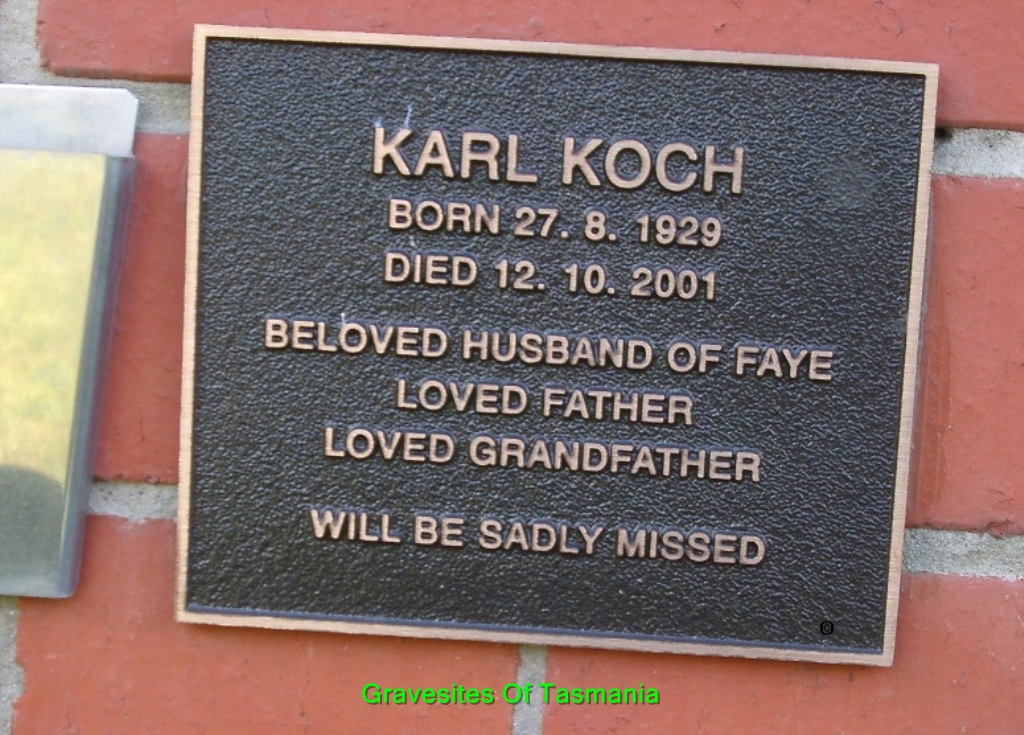 KARL KOCH
BORN 27. 8. 1929
DIED 12. 10. 2001
BELOVED HUSBAND OF FAYE
LOVED FATHER
LOVED GRANDFATHER
WILL BE SADLY MISSED
©
Gravesites Of Tasmania